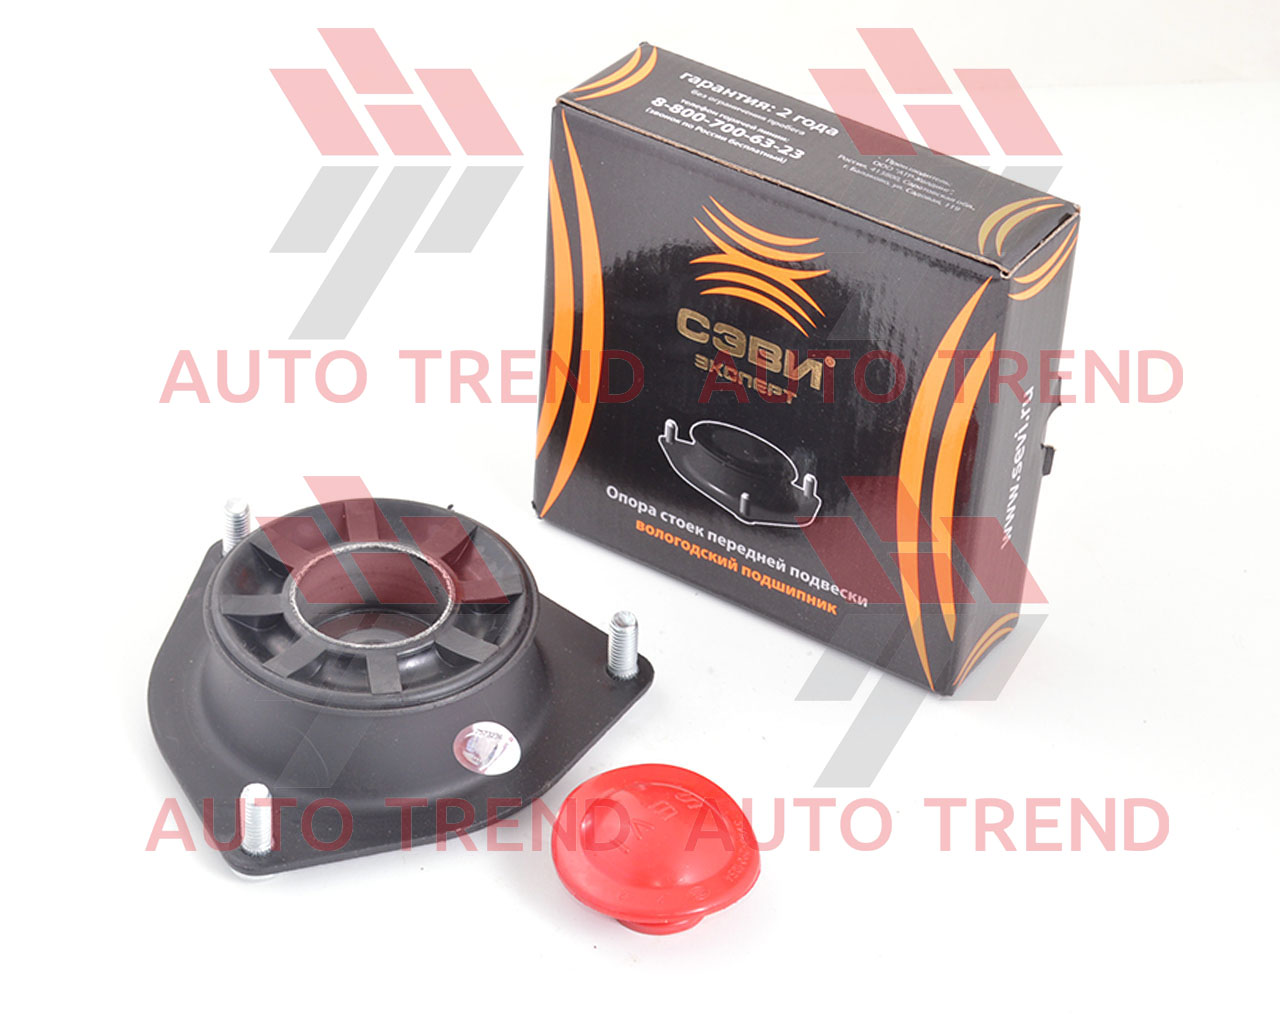 гарантия: 2 года
без ограничения пробега
телефон горячей линии:
8-800-700-63-23
(звонок по России бесплатный)
Производитель:
ООО "АТР-Холдинг",
Россия, 413800, Саратовская обл.,
г. Балаково, ул. Садовая, 119
СЭВИ®
ЭКСПЕРТ
Опора стоек передней подвески
вологодский подшипник
www.sevi.ru
AUTO TREND
AUTO TREND
AUTO TREND
AUTO TREND